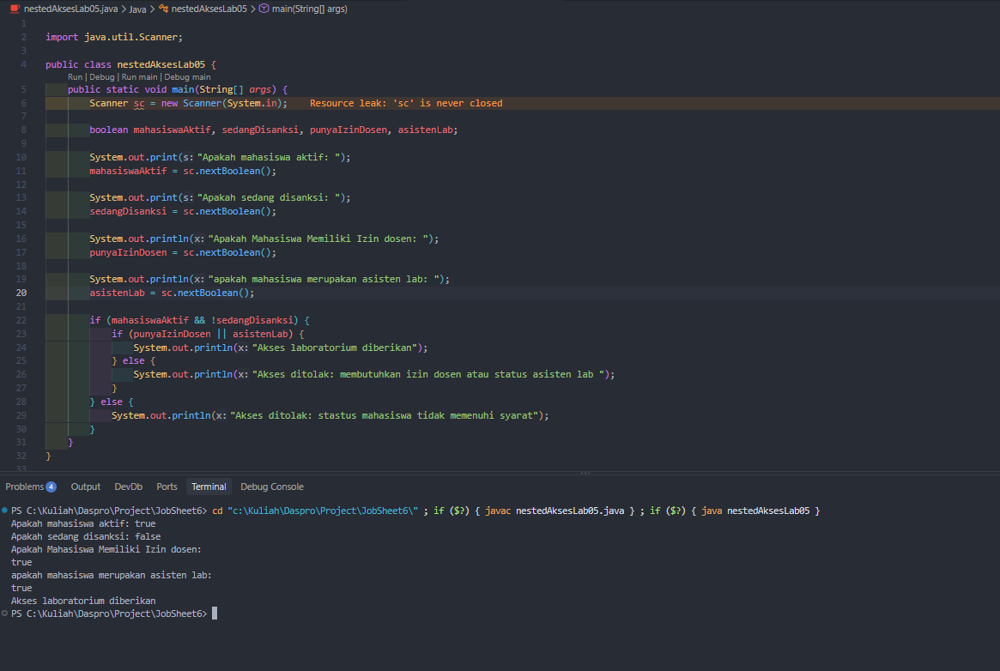 nestedAksesLab05.java > Java > nestedAksesLab05 > main(String[] args)
1
2 import java.util.Scanner;
3
4 public class nestedAksesLab05 {
Run | Debug | Run main | Debug main
5 public static void main(String[] args) {
6 Scanner sc = new Scanner(System.in); Resource leak: 'sc' is never closed
7
8 boolean mahasiswaAktif, sedangDisanksi, punyaIzinDosen, asistenLab;
9
10 System.out.print(s: "Apakah mahasiswa aktif: ");
11 mahasiswaAktif = sc.nextBoolean();
12
13 System.out.print(s: "Apakah sedang disanksi: ");
14 sedangDisanksi = sc.nextBoolean();
15
16 System.out.println(x: "Apakah Mahasiswa Memiliki Izin dosen: ");
17 punyaIzinDosen = sc.nextBoolean();
18
19 System.out.println(x: "apakah mahasiswa merupakan asisten lab: ");
20 asistenLab = sc.nextBoolean();
21
22 if (mahasiswaAktif && !sedangDisanksi) {
23 if (punyaIzinDosen || asistenLab) {
24 System.out.println(x: "Akses laboratorium diberikan");
25 } else {
26 System.out.println(x: "Akses ditolak: membutuhkan izin dosen atau status asisten lab ");
27 }
28 } else {
29 System.out.println(x: "Akses ditolak: stastus mahasiswa tidak memenuhi syarat");
30 }
31 }
32 }
33
Problems 4 Output DevDb Ports Terminal Debug Console
PS C:\Kuliah\Daspro\Project\JobSheet6> cd "c:\Kuliah\Daspro\Project\JobSheet6\" ; if ($?) { javac nestedAksesLab05.java } ; if ($?) { java nestedAksesLab05 }
Apakah mahasiswa aktif: true
Apakah sedang disanksi: false
Apakah Mahasiswa Memiliki Izin dosen:
true
apakah mahasiswa merupakan asisten lab:
true
Akses laboratorium diberikan
PS C:\Kuliah\Daspro\Project\JobSheet6>